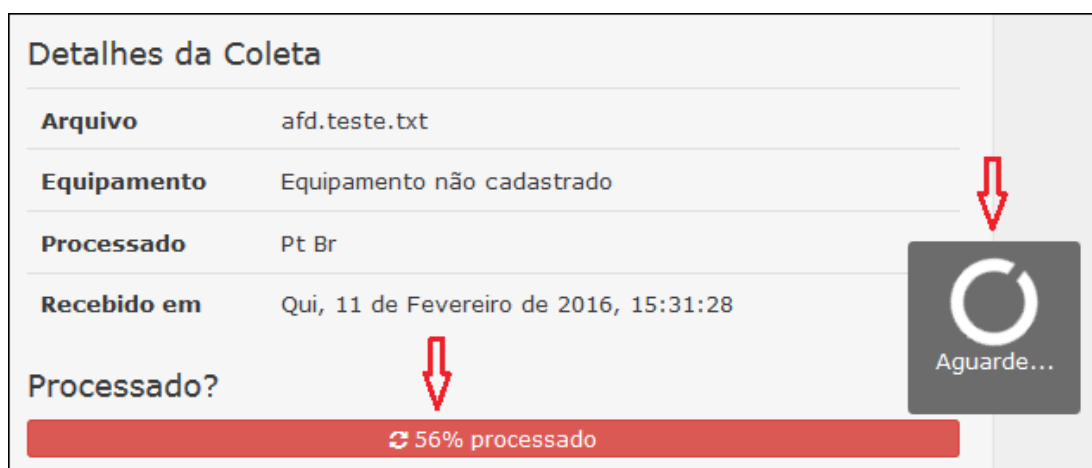 Detalhes da Coleta
Arquivo afd.teste.txt
Equipamento Equipamento não cadastrado
Processado Pt Br
Recebido em Qui, 11 de Fevereiro de 2016, 15:31:28
Aguarde...
Processado?
56% processado